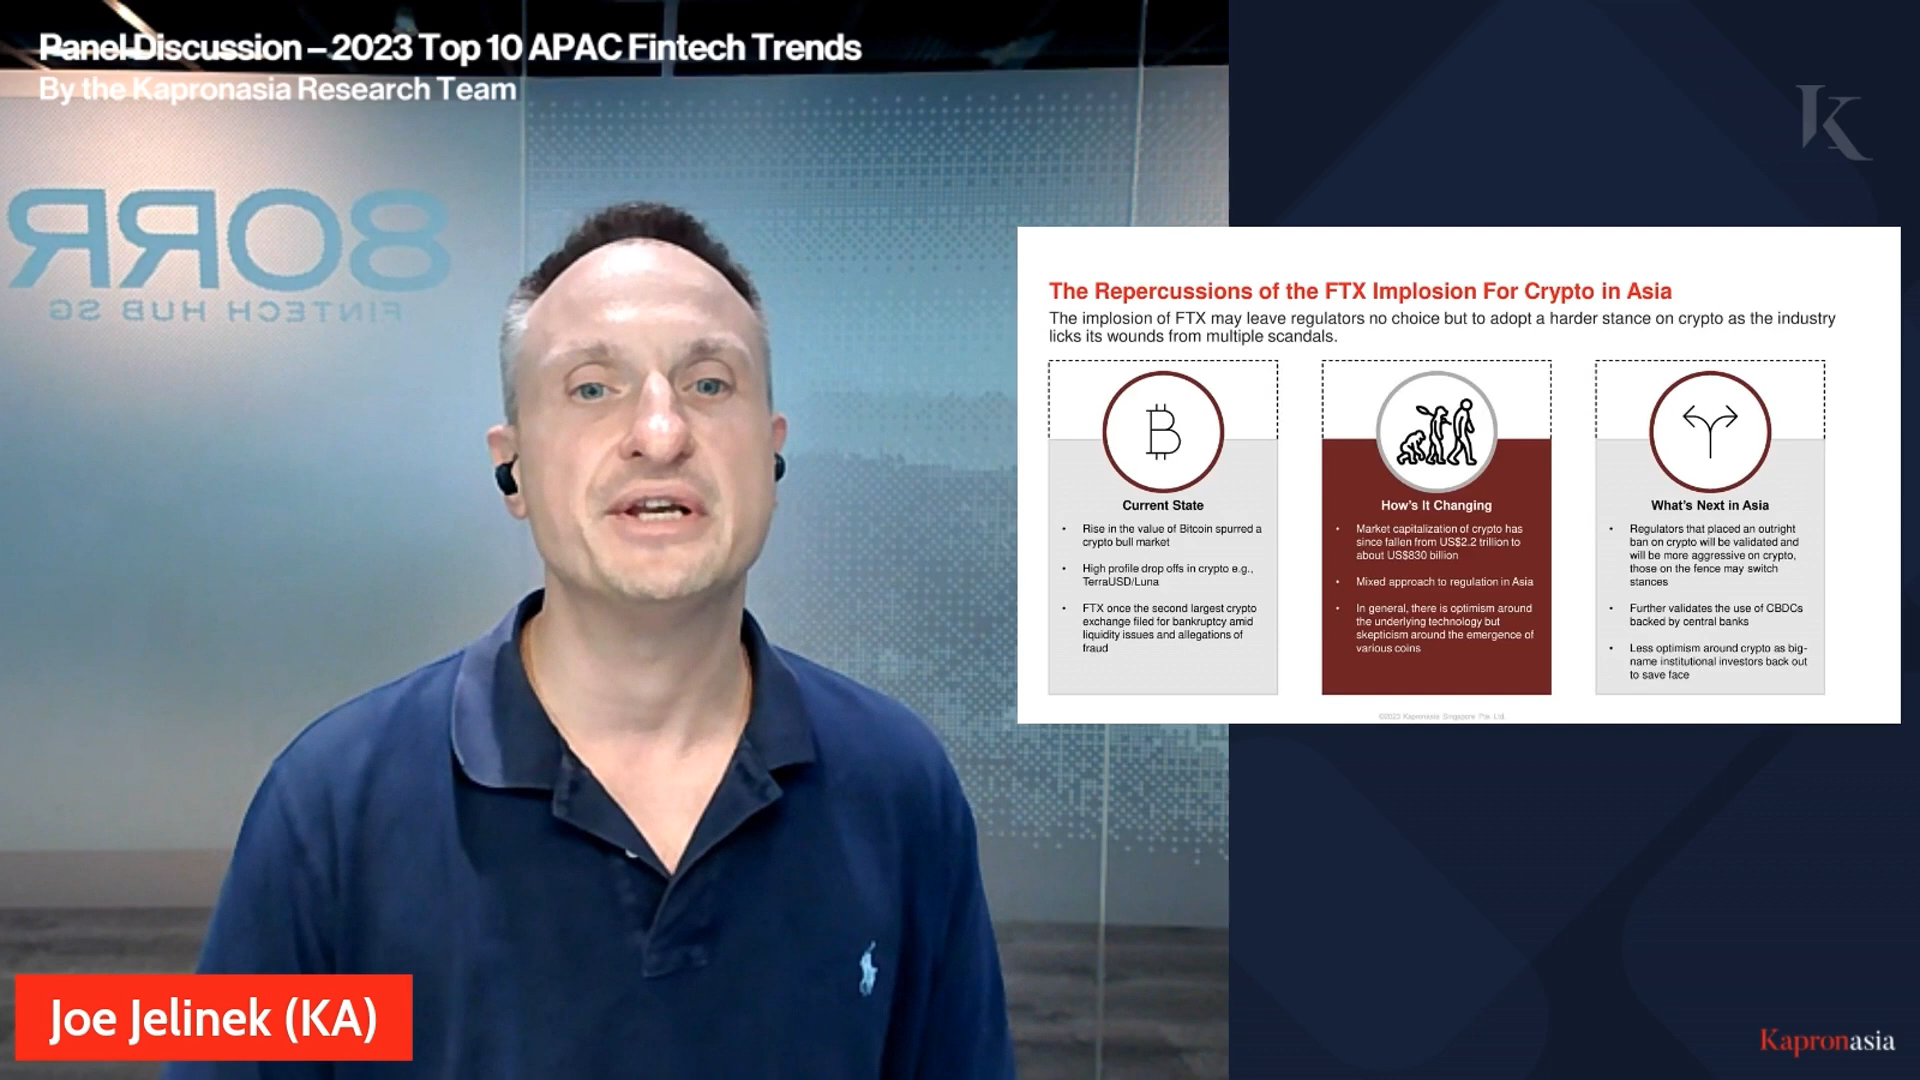 Panel Discussion – 2023 Top 10 APAC Fintech Trends
By the Kapronasia Research Team
80RR
FINTECH HUB SG
K
The Repercussions of the FTX Implosion For Crypto in Asia
The implosion of FTX may leave regulators no choice but to adopt a harder stance on crypto as the industry
licks its wounds from multiple scandals.
Current State
• Rise in the value of Bitcoin spurred a
crypto bull market
• High profile drop offs in crypto e.g.,
TerraUSD/Luna
• FTX once the second largest crypto
exchange filed for bankruptcy amid
liquidity issues and allegations of
fraud
How's It Changing
• Market capitalization of crypto has
since fallen from US$2.2 trillion to
about US$830 billion
• Mixed approach to regulation in Asia
• In general, there is optimism around
the underlying technology but
skepticism around the emergence of
various coins
What's Next in Asia
• Regulators that placed an outright
ban on crypto will be validated and
will be more aggressive on crypto,
those on the fence may switch
stances
• Further validates the use of CBDCs
backed by central banks
• Less optimism around crypto as big-
name institutional investors back out
to save face
©2023 Kapronasia Singapore Pte. Ltd.
Joe Jelinek (KA)
Kapronasia